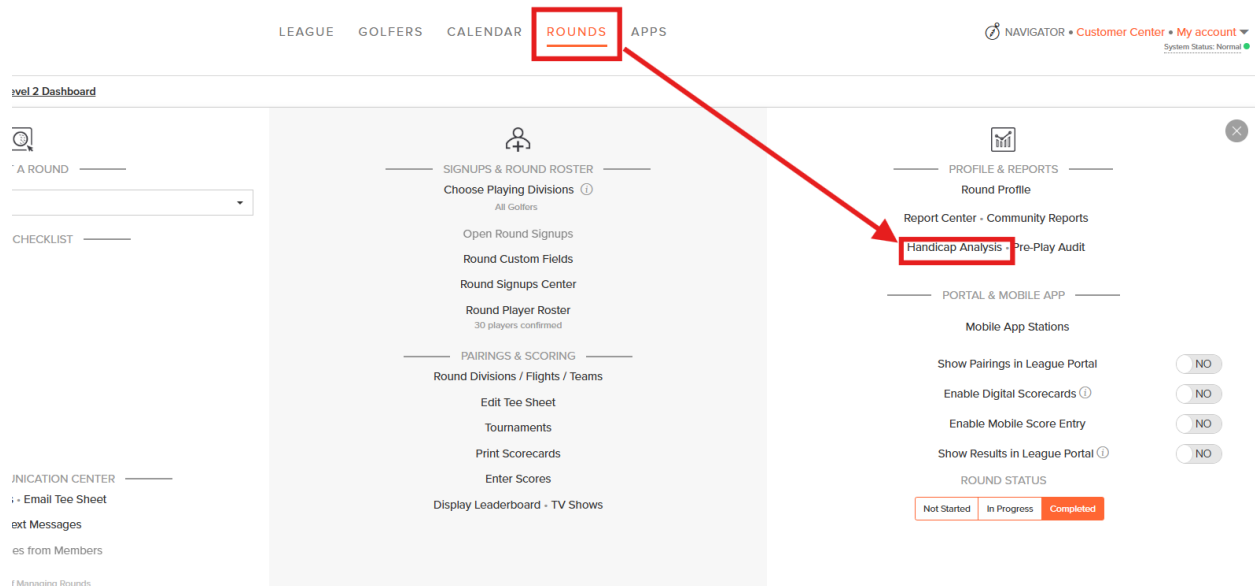 LEAGUE GOLFERS CALENDAR ROUNDS APPS
NAVIGATOR • Customer Center • My account
System Status: Normal
evel 2 Dashboard
A ROUND
CHECKLIST
UNICATION CENTER
• Email Tee Sheet
ext Messages
es from Members
f Managing Rounds
SIGNUPS & ROUND ROSTER
Choose Playing Divisions
All Golfers
Open Round Signups
Round Custom Fields
Round Signups Center
Round Player Roster
30 players confirmed
PAIRINGS & SCORING
Round Divisions / Flights / Teams
Edit Tee Sheet
Tournaments
Print Scorecards
Enter Scores
Display Leaderboard • TV Shows
PROFILE & REPORTS
Round Profile
Report Center • Community Reports
Handicap Analysis • Pre-Play Audit
PORTAL & MOBILE APP
Mobile App Stations
Show Pairings in League Portal NO
Enable Digital Scorecards NO
Enable Mobile Score Entry NO
Show Results in League Portal NO
ROUND STATUS
Not Started In Progress Completed